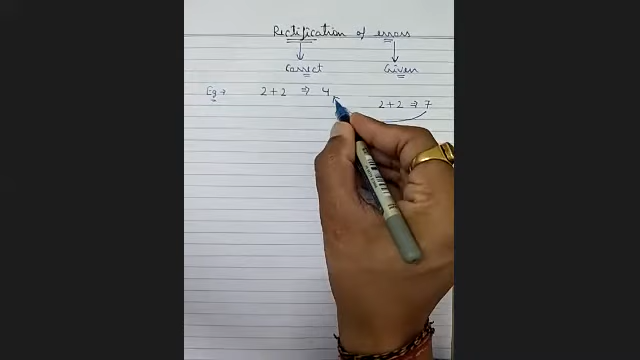 Rectification of errors
Correct Given
Eg → 2 + 2 ⇒ 4
2 + 2 ⇒ 7